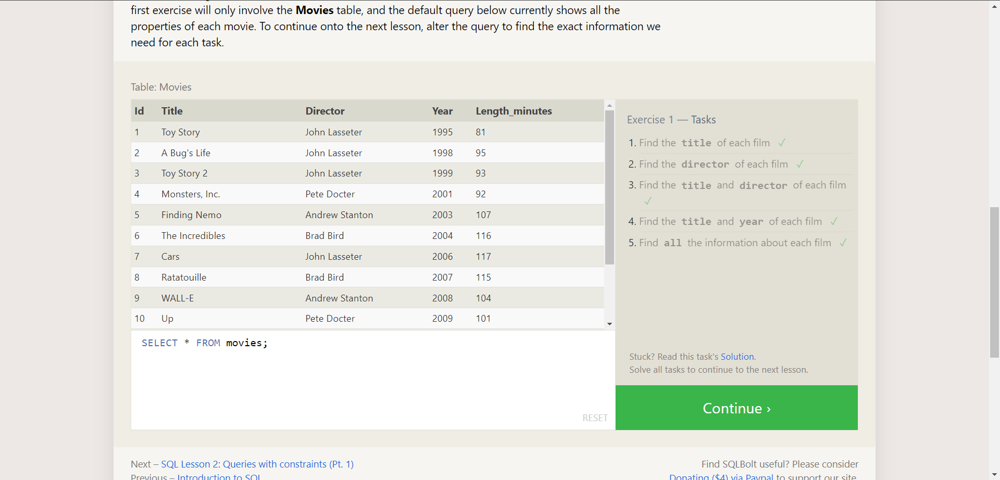 first exercise will only involve the Movies table, and the default query below currently shows all the
properties of each movie. To continue onto the next lesson, alter the query to find the exact information we
need for each task.
Table: Movies
Id Title Director Year Length_minutes
1 Toy Story John Lasseter 1995 81
2 A Bug's Life John Lasseter 1998 95
3 Toy Story 2 John Lasseter 1999 93
4 Monsters, Inc. Pete Docter 2001 92
5 Finding Nemo Andrew Stanton 2003 107
6 The Incredibles Brad Bird 2004 116
7 Cars John Lasseter 2006 117
8 Ratatouille Brad Bird 2007 115
9 WALL-E Andrew Stanton 2008 104
10 Up Pete Docter 2009 101
SELECT * FROM movies;
RESET
Exercise 1 — Tasks
1. Find the title of each film ✓
2. Find the director of each film ✓
3. Find the title and director of each film
✓
4. Find the title and year of each film ✓
5. Find all the information about each film ✓
Stuck? Read this task's Solution.
Solve all tasks to continue to the next lesson.
Continue ›
Next – SQL Lesson 2: Queries with constraints (Pt. 1)
Previous – Introduction to SQL
Find SQLBolt useful? Please consider
Donating ($4) via Paypal to support our site.